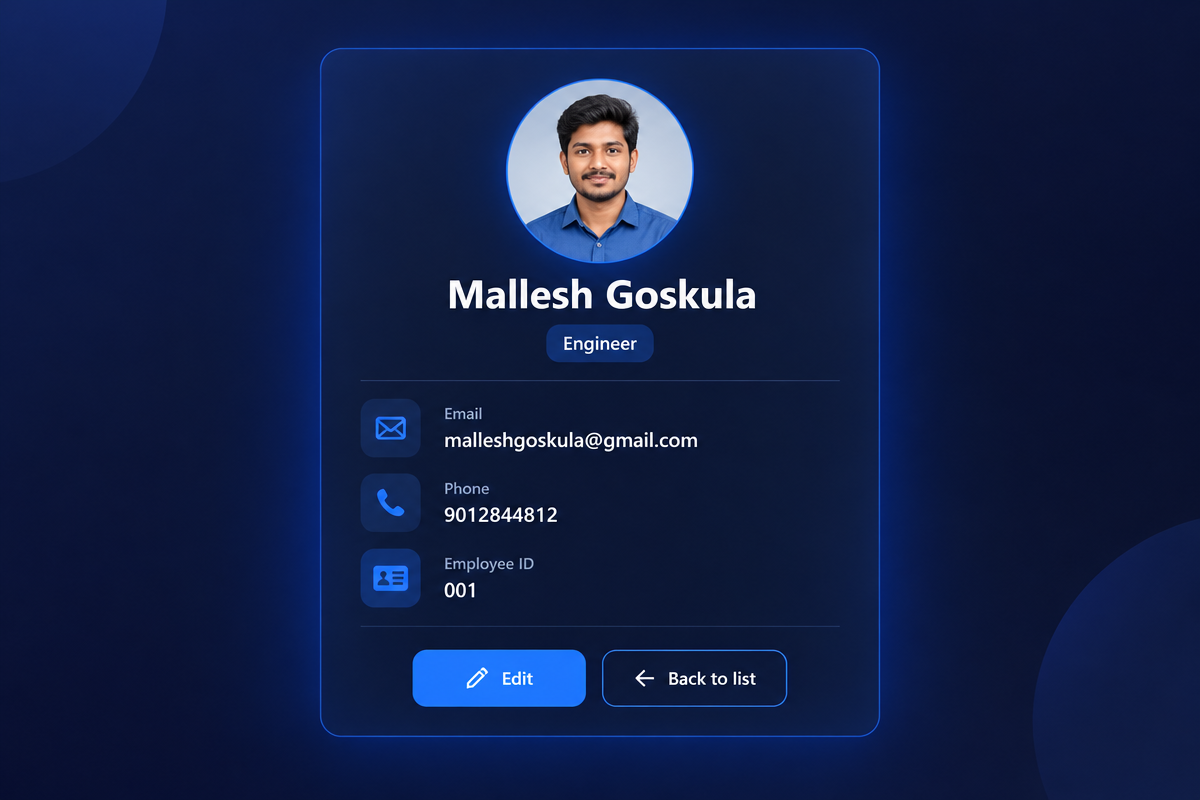 Mallesh Goskula
Engineer
Email
malleshgoskula@gmail.com
Phone
9012844812
Employee ID
001
Edit
Back to list